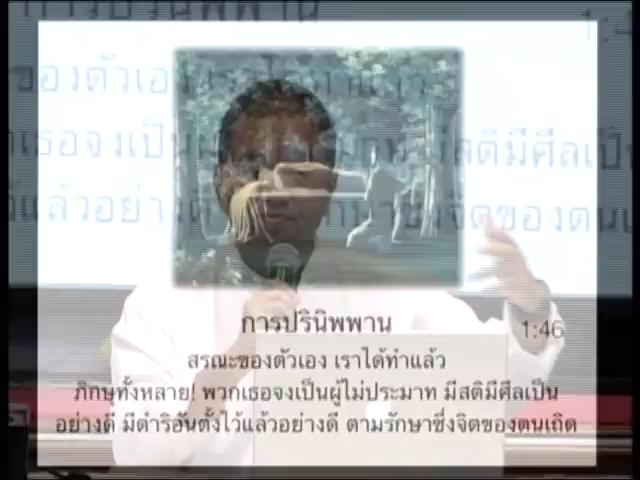 การปรินิพพาน
1:46
สรณะของตัวเอง เราได้ทำแล้ว
ภิกษุทั้งหลาย! พวกเธอจงเป็นผู้ไม่ประมาท มีสติมีศีลเป็น
อย่างดี มีดำริอันตั้งไว้แล้วอย่างดี ตามรักษาซึ่งจิตของตนเถิด